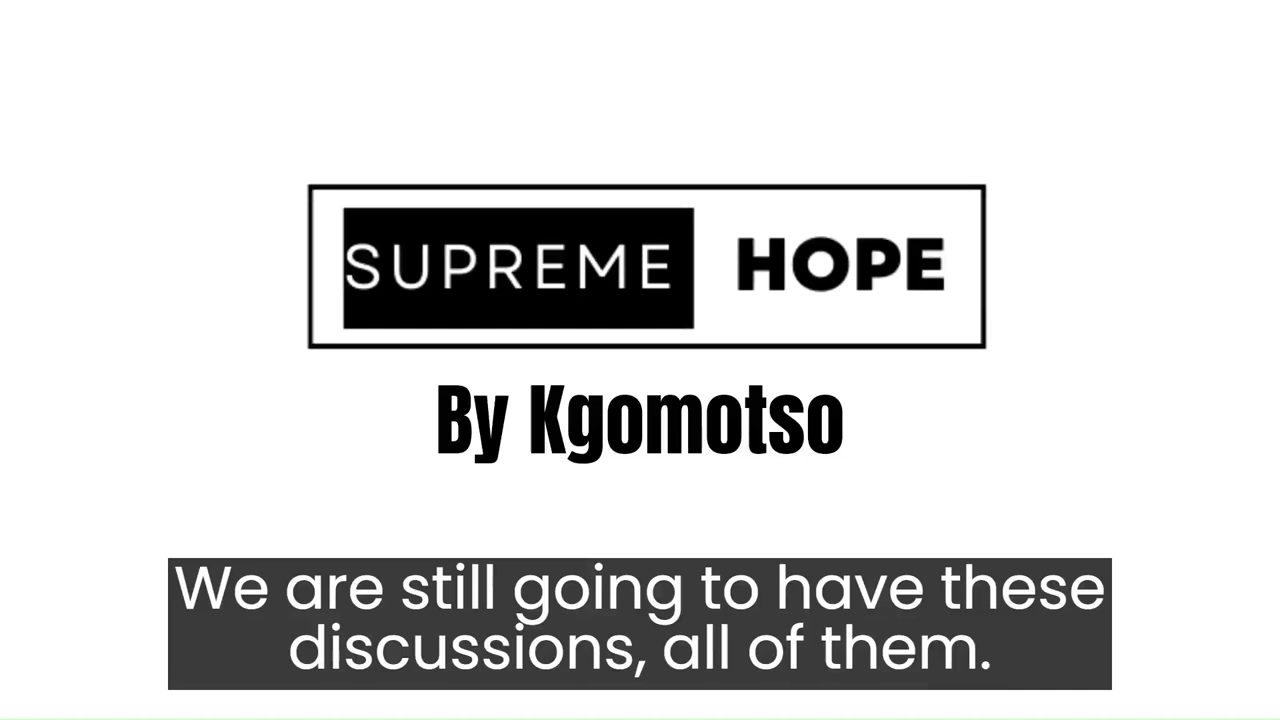 SUPREME HOPE
By Kgomotso
We are still going to have these
discussions, all of them.